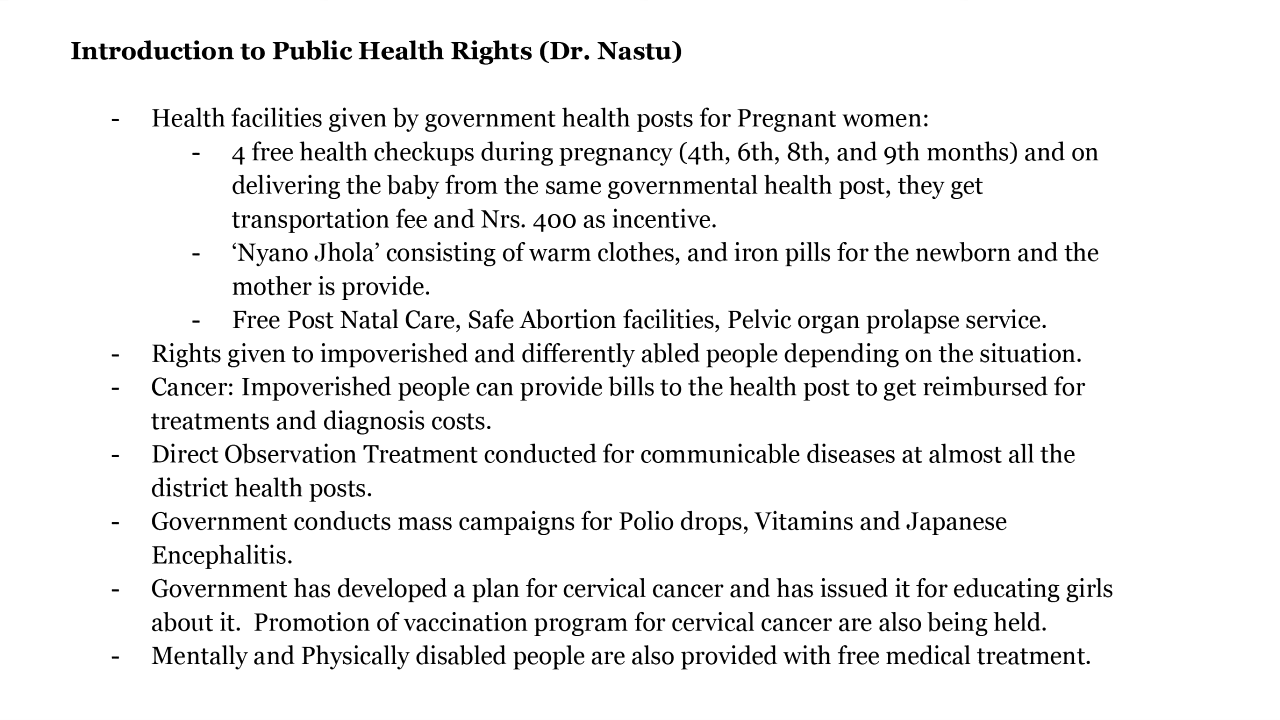 Introduction to Public Health Rights (Dr. Nastu)
- Health facilities given by government health posts for Pregnant women:
- 4 free health checkups during pregnancy (4th, 6th, 8th, and 9th months) and on
delivering the baby from the same governmental health post, they get
transportation fee and Nrs. 400 as incentive.
- ‘Nyano Jhola’ consisting of warm clothes, and iron pills for the newborn and the
mother is provide.
- Free Post Natal Care, Safe Abortion facilities, Pelvic organ prolapse service.
- Rights given to impoverished and differently abled people depending on the situation.
- Cancer: Impoverished people can provide bills to the health post to get reimbursed for
treatments and diagnosis costs.
- Direct Observation Treatment conducted for communicable diseases at almost all the
district health posts.
- Government conducts mass campaigns for Polio drops, Vitamins and Japanese
Encephalitis.
- Government has developed a plan for cervical cancer and has issued it for educating girls
about it.  Promotion of vaccination program for cervical cancer are also being held.
- Mentally and Physically disabled people are also provided with free medical treatment.